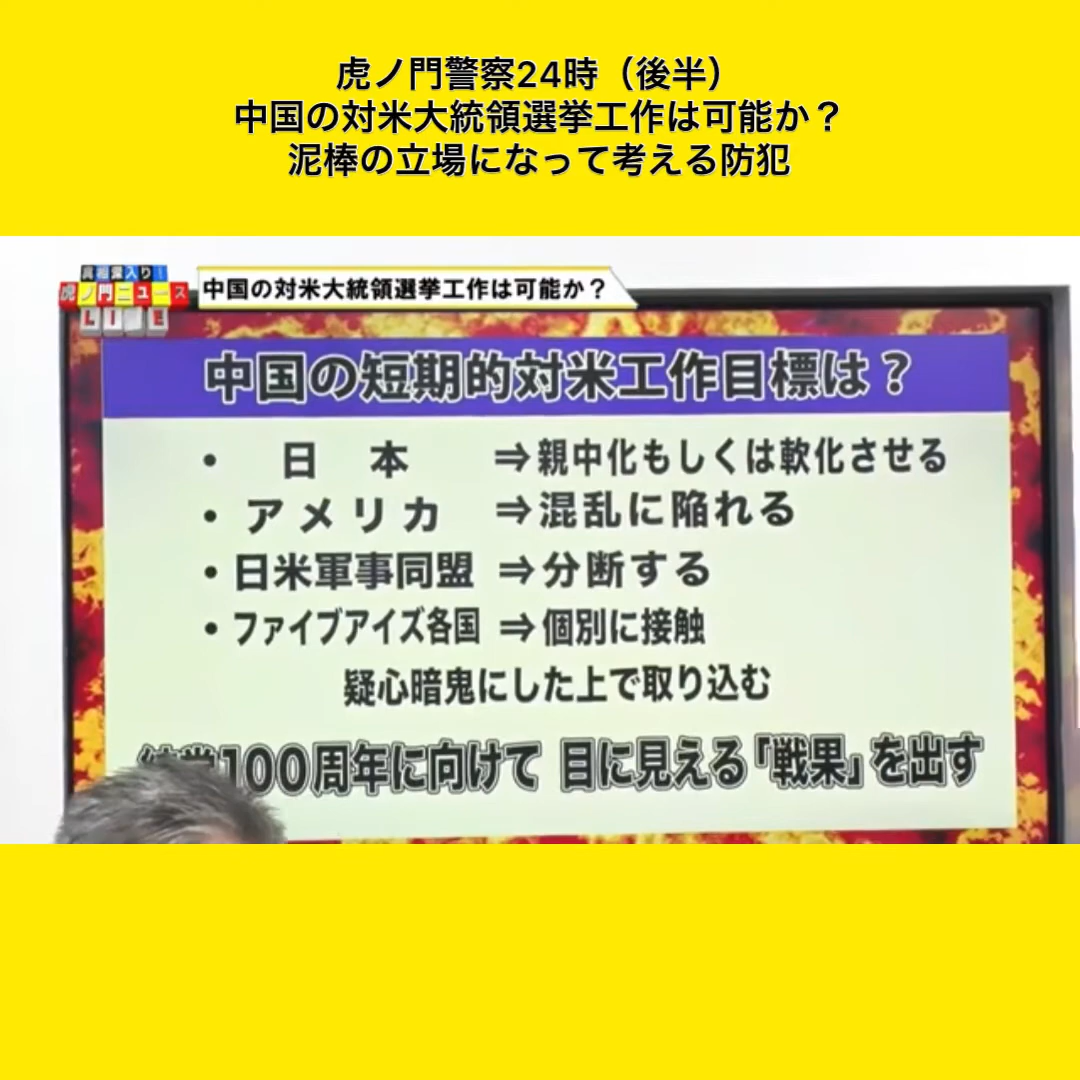 虎ノ門警察24時（後半）
中国の対米大統領選挙工作は可能か？
泥棒の立場になって考える防犯
真相深入り！
虎ノ門ニュース
LIVE
中国の対米大統領選挙工作は可能か？
中国の短期的対米工作目標は？
・日本 ⇒親中化もしくは軟化させる
・アメリカ ⇒混乱に陥れる
・日米軍事同盟 ⇒分断する
・ファイブアイズ各国 ⇒個別に接触
疑心暗鬼にした上で取り込む
100周年に向けて 目に見える「戦果」を出す